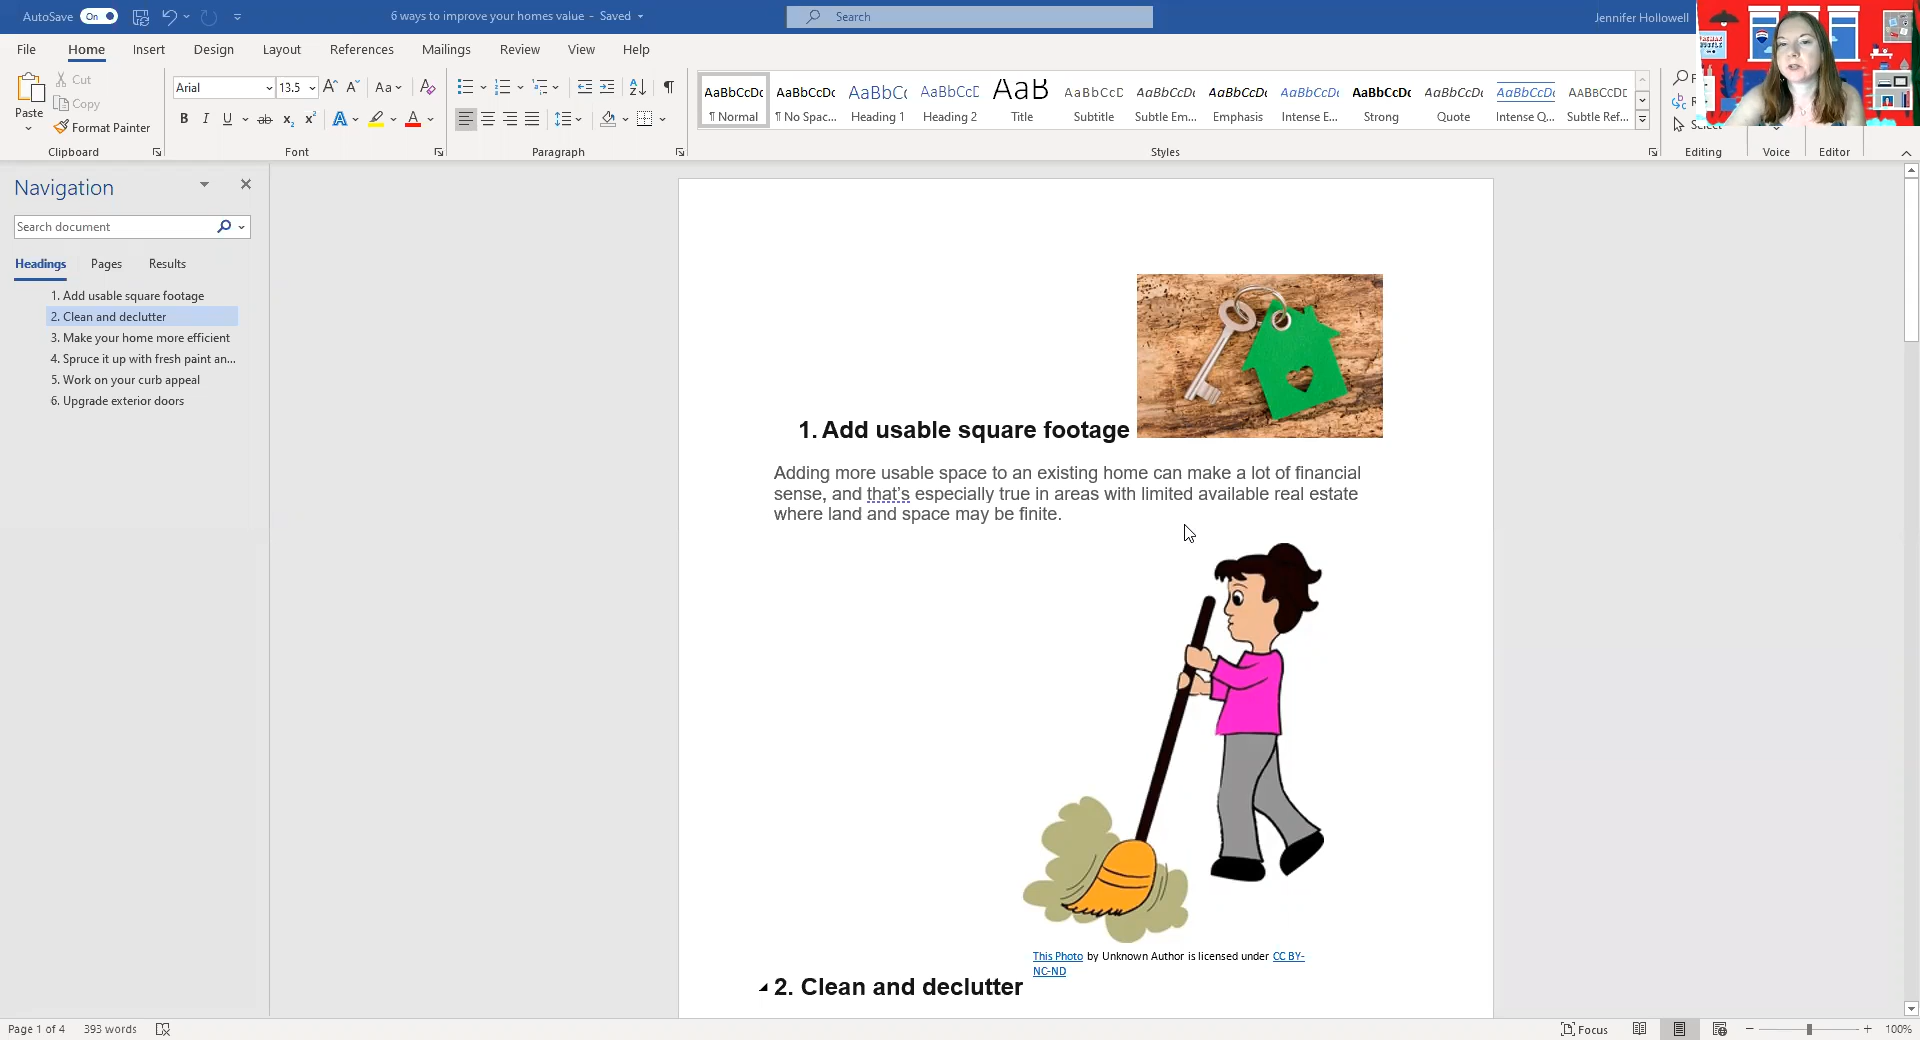 AutoSave On 6 ways to improve your homes value - Saved Search Jennifer Hollowell
File Home Insert Design Layout References Mailings Review View Help
Paste
Cut
Copy
Format Painter
Clipboard
Arial 13.5
Font
Paragraph
AaBbCcDc AaBbCcDc AaBbCc AaBbCcD AaB AaBbCcD AaBbCcDc AaBbCcDc AaBbCcDc AaBbCcDc AaBbCcDc AaBbCcDc AABBCCDC
¶ Normal ¶ No Spac... Heading 1 Heading 2 Title Subtitle Subtle Em... Emphasis Intense E... Strong Quote Intense Q... Subtle Ref...
Styles
Select
Editing Voice Editor
Navigation
Search document
Headings Pages Results
1. Add usable square footage
2. Clean and declutter
3. Make your home more efficient
4. Spruce it up with fresh paint an...
5. Work on your curb appeal
6. Upgrade exterior doors
1. Add usable square footage
Adding more usable space to an existing home can make a lot of financial
sense, and that's especially true in areas with limited available real estate
where land and space may be finite.
This Photo by Unknown Author is licensed under CC BY-
NC-ND
2. Clean and declutter
Page 1 of 4 393 words Focus 100%